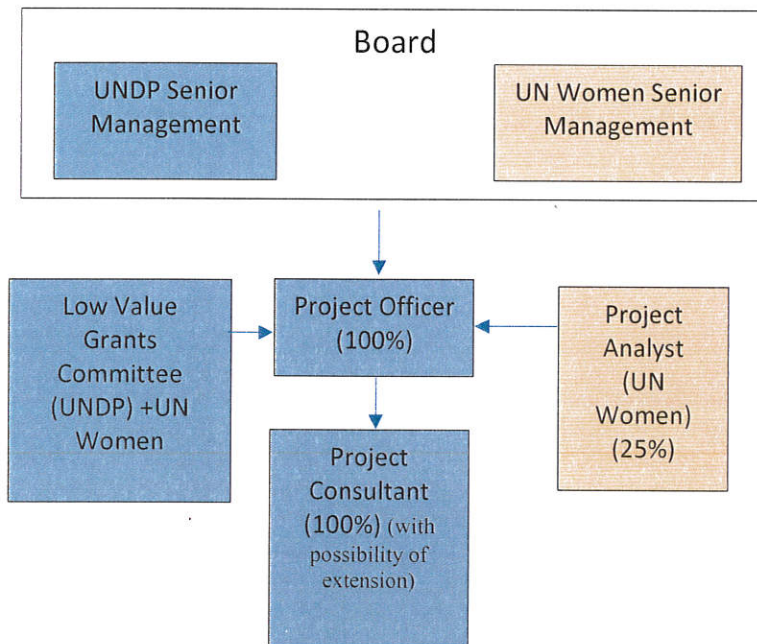 Board
UNDP Senior
Management
UN Women Senior
Management
Low Value
Grants
Committee
(UNDP) +UN
Women
Project Officer
(100%)
Project
Analyst
(UN
Women)
(25%)
Project
Consultant
(100%) (with
possibility of
extension)